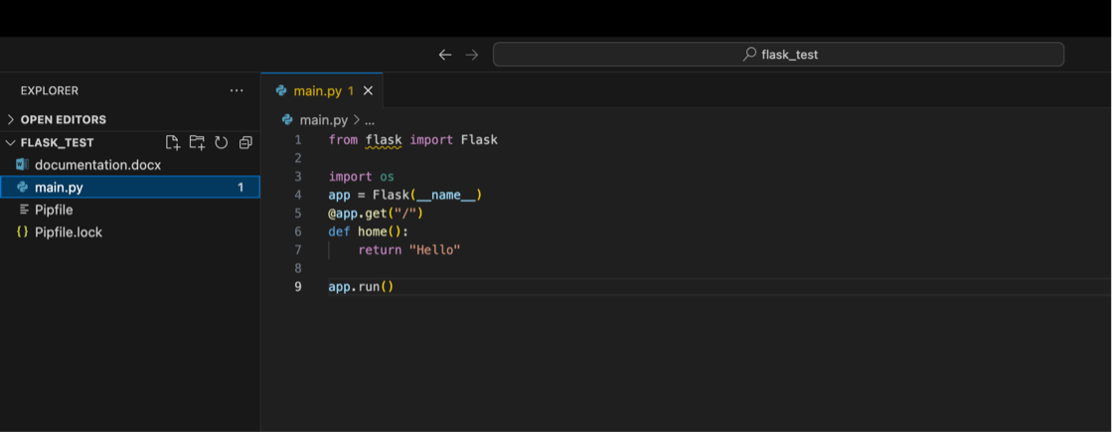 flask_test
EXPLORER
...
main.py 1
OPEN EDITORS
main.py > ...
FLASK_TEST
documentation.docx
main.py 1
Pipfile
{} Pipfile.lock
1 from flask import Flask
2
3 import os
4 app = Flask(__name__)
5 @app.get("/")
6 def home():
7 return "Hello"
8
9 app.run()